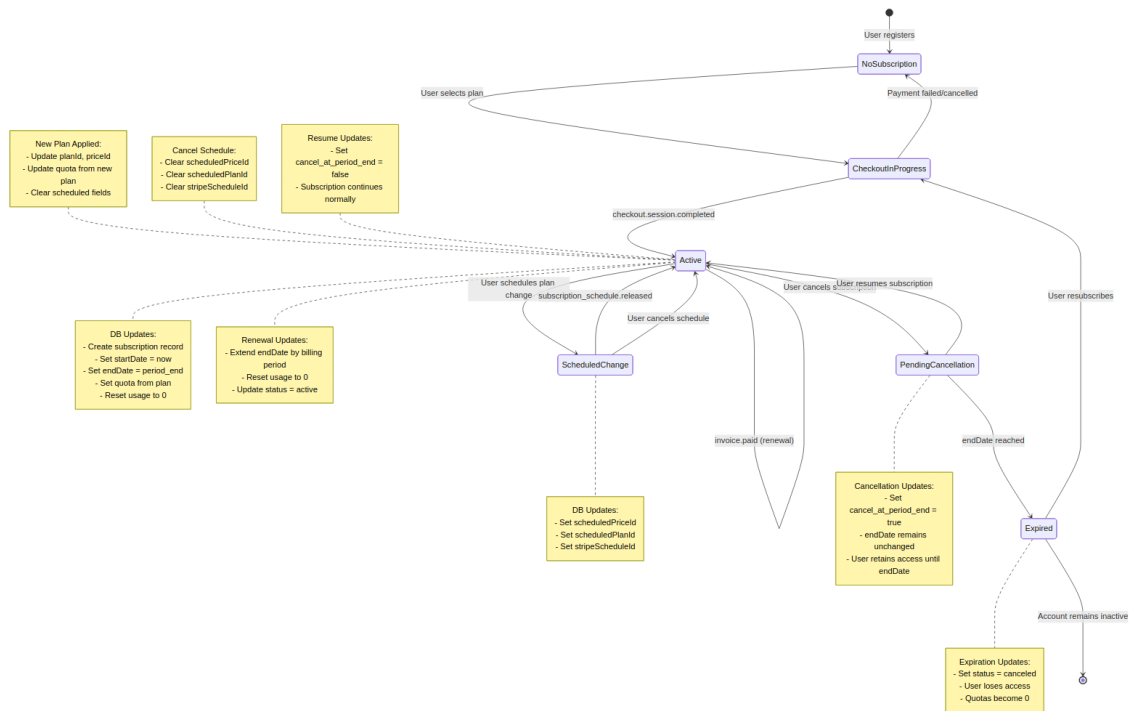 User registers
NoSubscription
User selects plan
Payment failed/cancelled
New Plan Applied:
- Update planId, priceId
- Update quota from new
plan
- Clear scheduled fields
Cancel Schedule:
- Clear scheduledPriceId
- Clear scheduledPlanId
- Clear stripeScheduleId
Resume Updates:
- Set
cancel_at_period_end =
false
- Subscription continues
normally
CheckoutInProgress
checkout.session.completed
Active
User schedules plan
change
subscription_schedule.released
User cancels schedule
User cancels
User resumes subscription
User resubscribes
DB Updates:
- Create subscription record
- Set startDate = now
- Set endDate = period_end
- Set quota from plan
- Reset usage to 0
Renewal Updates:
- Extend endDate by billing
period
- Reset usage to 0
- Update status = active
ScheduledChange
PendingCancellation
invoice.paid (renewal)
endDate reached
DB Updates:
- Set scheduledPriceId
- Set scheduledPlanId
- Set stripeScheduleId
Cancellation Updates:
- Set
cancel_at_period_end =
true
- endDate remains
unchanged
- User retains access until
endDate
Expired
Account remains inactive
Expiration Updates:
- Set status = canceled
- User loses access
- Quotas become 0